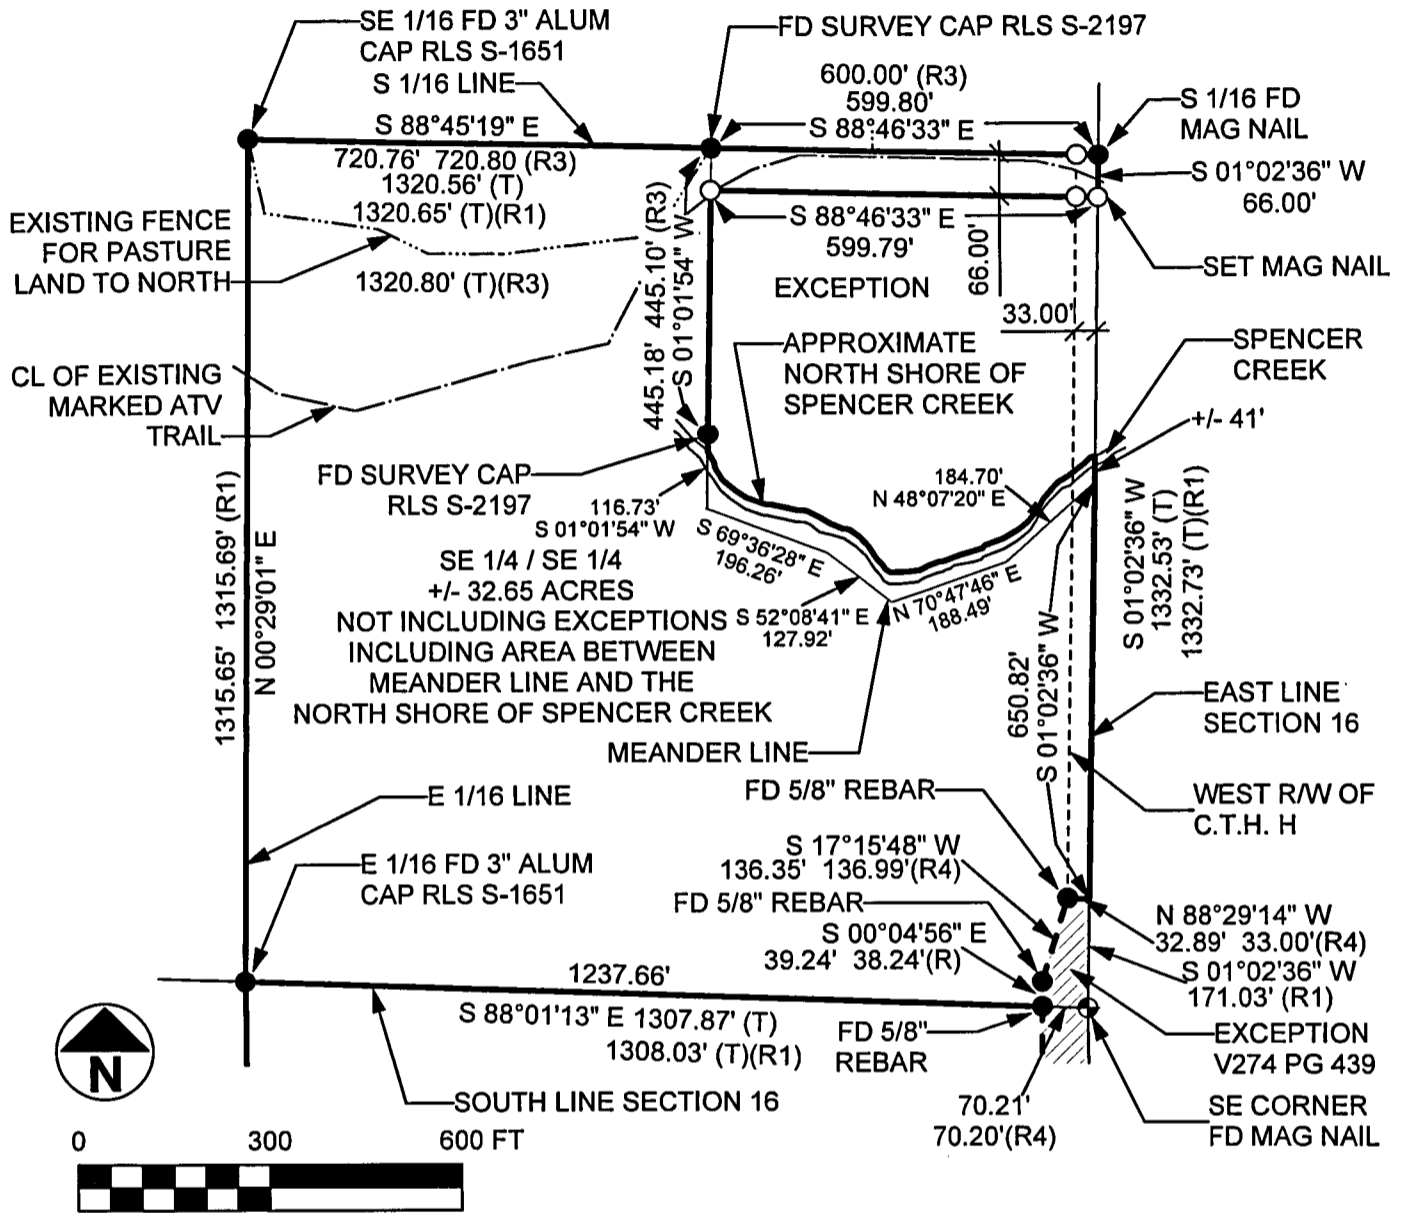 SE 1/16 FD 3" ALUM
CAP RLS S-1651
S 1/16 LINE
FD SURVEY CAP RLS S-2197
600.00' (R3)
599.80'
S 88°46'33" E
S 1/16 FD
MAG NAIL
S 88°45'19" E
720.76' 720.80 (R3)
1320.56' (T)
1320.65' (T)(R1)
1320.80' (T)(R3)
S 01°02'36" W
66.00'
EXISTING FENCE
FOR PASTURE
LAND TO NORTH
S 88°46'33" E
599.79'
EXCEPTION
66.00'
SET MAG NAIL
33.00'
445.18' 445.10' (R3)
S 01°01'54" W
APPROXIMATE
NORTH SHORE OF
SPENCER CREEK
SPENCER
CREEK
CL OF EXISTING
MARKED ATV
TRAIL
+/- 41'
FD SURVEY CAP
RLS S-2197
184.70'
N 48°07'20" E
116.73'
S 01°01'54" W
S 69°36'28" E
196.26'
S 52°08'41" E
127.92'
N 70°47'46" E
188.49'
1315.65' 1315.69' (R1)
N 00°29'01" E
SE 1/4 / SE 1/4
+/- 32.65 ACRES
NOT INCLUDING EXCEPTIONS
INCLUDING AREA BETWEEN
MEANDER LINE AND THE
NORTH SHORE OF SPENCER CREEK
S 01°02'36" W
1332.53' (T)
1332.73' (T)(R1)
650.82'
S 01°02'36" W
MEANDER LINE
EAST LINE
SECTION 16
E 1/16 LINE
FD 5/8" REBAR
WEST R/W OF
C.T.H. H
E 1/16 FD 3" ALUM
CAP RLS S-1651
S 17°15'48" W
136.35' 136.99'(R4)
FD 5/8" REBAR
S 00°04'56" E
39.24' 38.24'(R)
N 88°29'14" W
32.89' 33.00'(R4)
S 01°02'36" W
171.03' (R1)
1237.66'
S 88°01'13" E 1307.87' (T)
1308.03' (T)(R1)
FD 5/8"
REBAR
EXCEPTION
V274 PG 439
N
SOUTH LINE SECTION 16
70.21'
70.20'(R4)
SE CORNER
FD MAG NAIL
0 300 600 FT